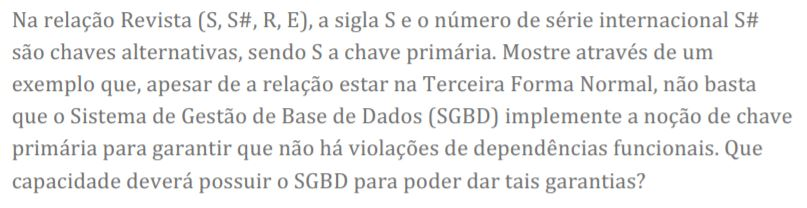 Na relação Revista (S, S#, R, E), a sigla S e o número de série internacional S#
são chaves alternativas, sendo S a chave primária. Mostre através de um
exemplo que, apesar de a relação estar na Terceira Forma Normal, não basta
que o Sistema de Gestão de Base de Dados (SGBD) implemente a noção de chave
primária para garantir que não há violações de dependências funcionais. Que
capacidade deverá possuir o SGBD para poder dar tais garantias?